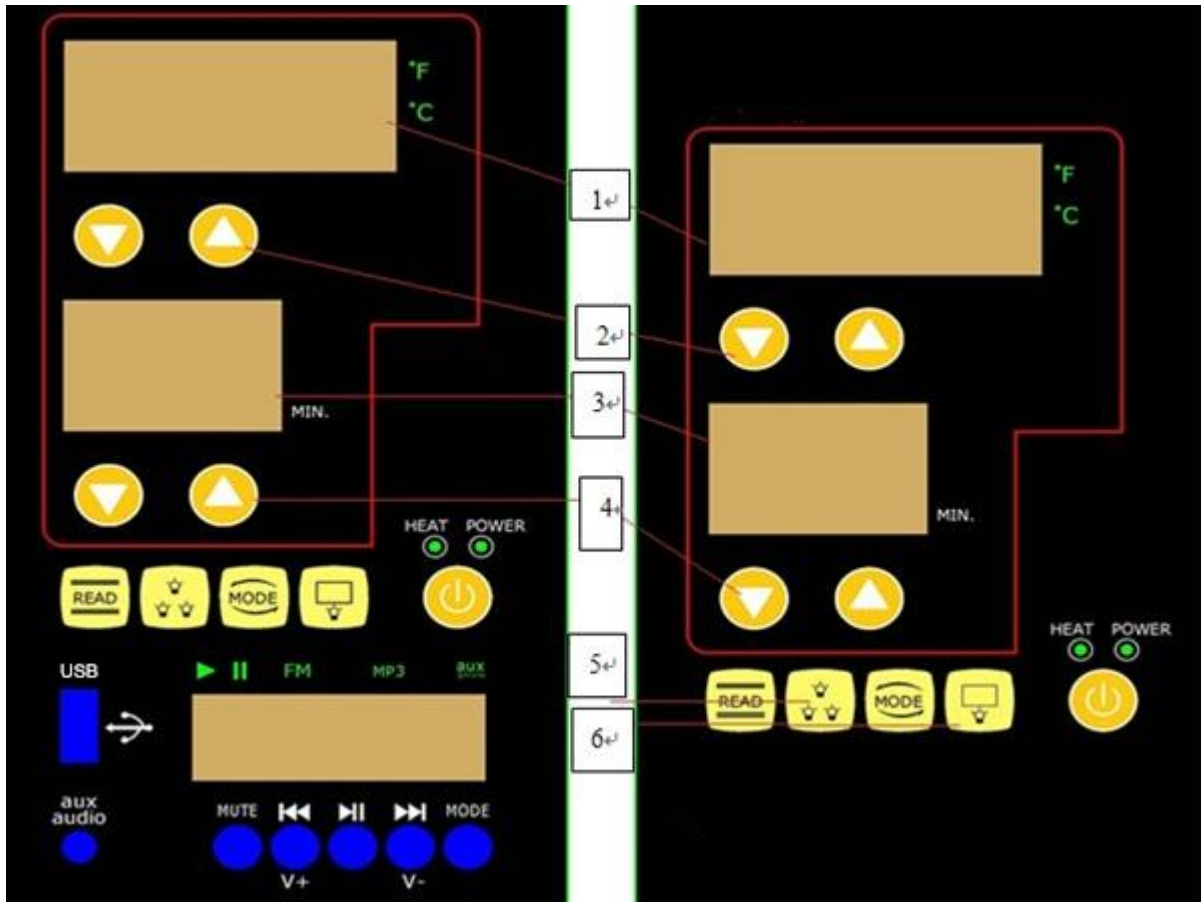 °F
°C
MIN.
HEAT POWER
READ
MODE
USB
FM
MP3
aux
aux
audio
MUTE
MODE
V+
V-
1↵
2↵
3↵
4↵
5↵
6↵
°F
°C
MIN.
HEAT POWER
READ
MODE